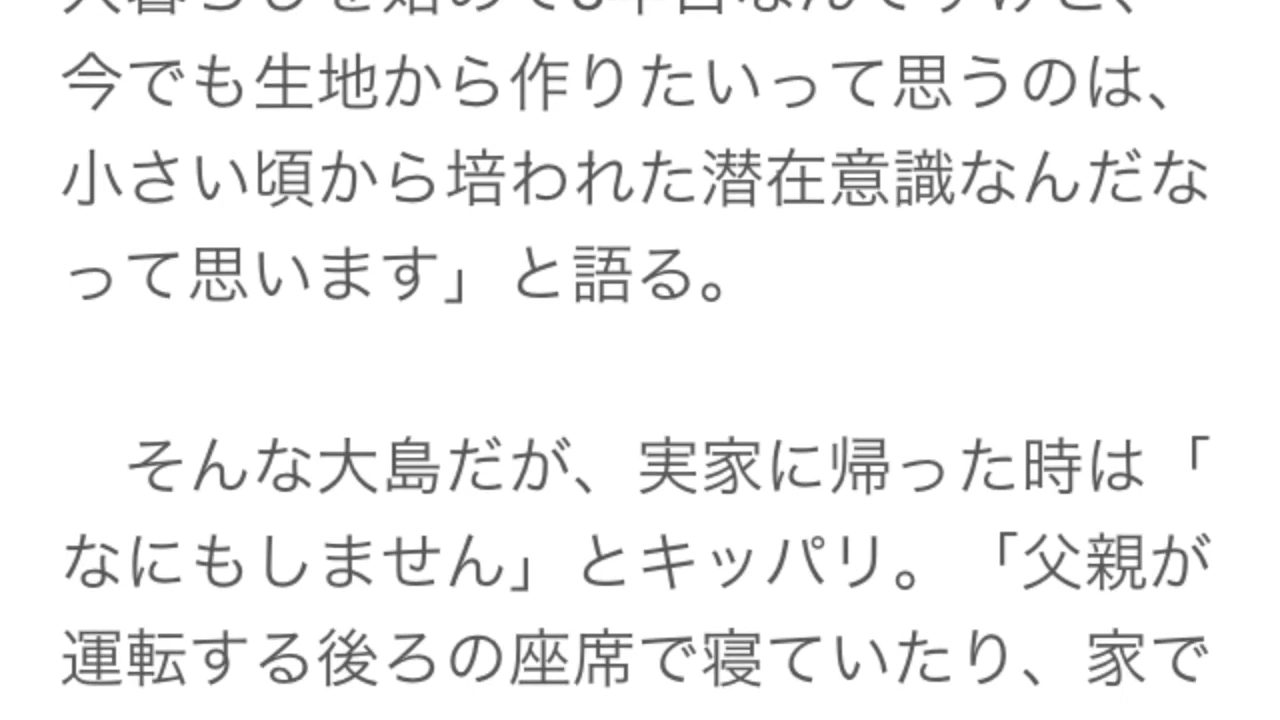 今でも生地から作りたいって思うのは、
小さい頃から培われた潜在意識なんだな
って思います」と語る。
そんな大島だが、実家に帰った時は「
なにもしません」とキッパリ。「父親が
運転する後ろの座席で寝ていたり、家で